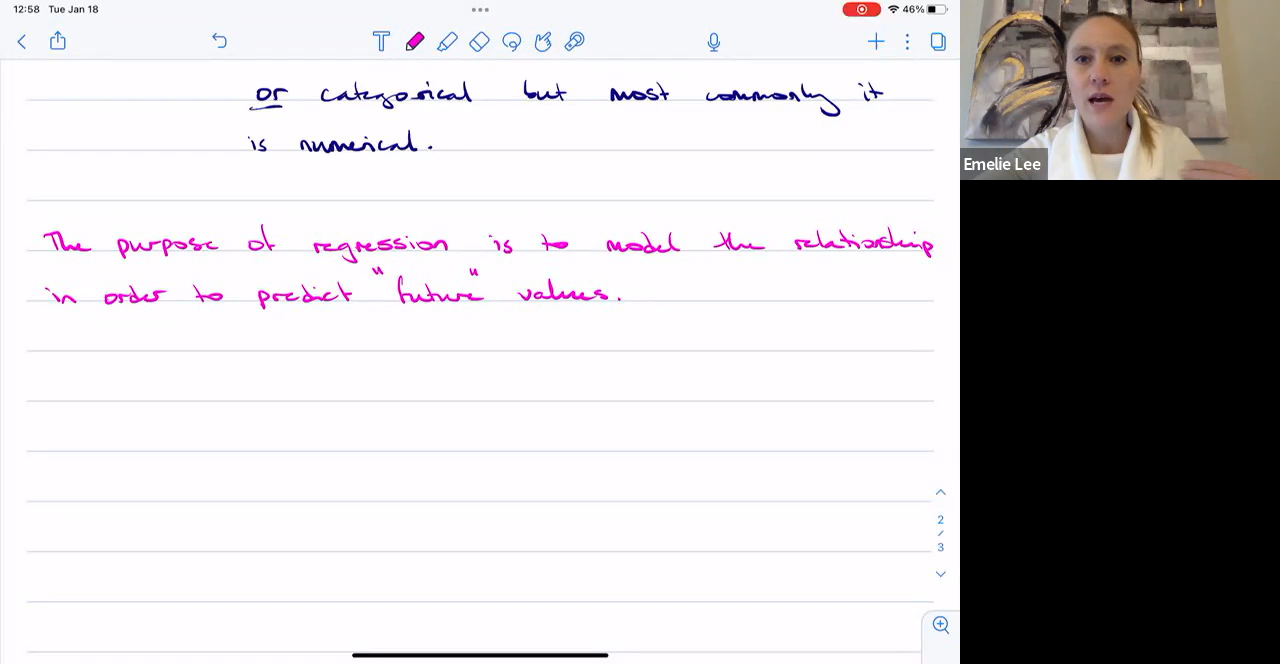 12:58 Tue Jan 18
46%
or categorical but most commonly it
is numerical.
The purpose of regression is to model the relationship
in order to predict "future" values.
Emelie Lee
2
/
3